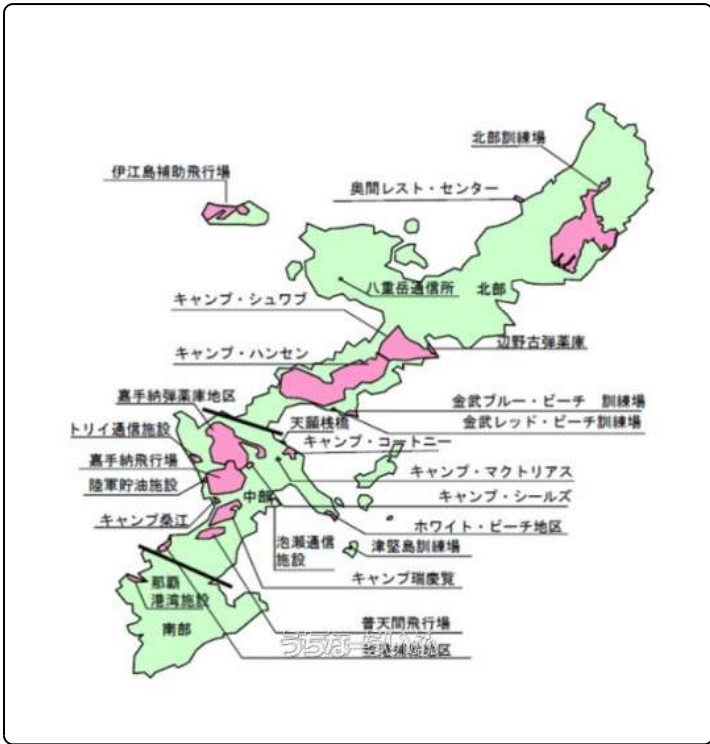 北部訓練場
伊江島補助飛行場
奥間レスト・センター
八重岳通信所
北部
キャンプ・シュワブ
辺野古弾薬庫
キャンプ・ハンセン
嘉手納弾薬庫地区
金武ブルー・ビーチ 訓練場
トリイ通信施設
天願桟橋
金武レッド・ビーチ訓練場
キャンプ・コートニー
嘉手納飛行場
キャンプ・マクトリアス
陸軍貯油施設
中部
キャンプ・シールズ
キャンプ桑江
ホワイト・ビーチ地区
泡瀬通信
施設
津堅島訓練場
キャンプ瑞慶覧
那覇
港湾施設
普天間飛行場
南部